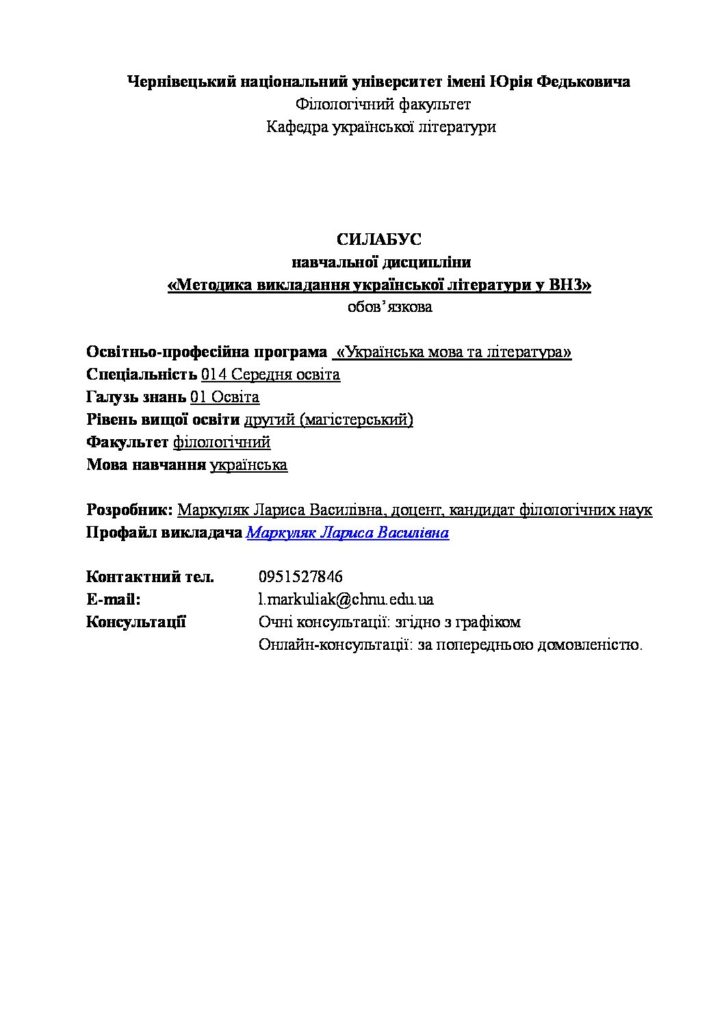 Чернівецький національний університет імені Юрія Федьковича
Філологічний факультет
Кафедра української літератури
СИЛАБУС
навчальної дисципліни
«Методика викладання української літератури у ВНЗ»
обов’язкова
Освітньо-професійна програма «Українська мова та література»
Спеціальність 014 Середня освіта
Галузь знань 01 Освіта
Рівень вищої освіти другий (магістерський)
Факультет філологічний
Мова навчання українська
Розробник: Маркуляк Лариса Василівна, доцент, кандидат філологічних наук
Профайл викладача Маркуляк Лариса Василівна
Контактний тел. 0951527846
E-mail: l.markuliak@chnu.edu.ua
Консультації Очні консультації: згідно з графіком
Онлайн-консультації: за попередньою домовленістю.